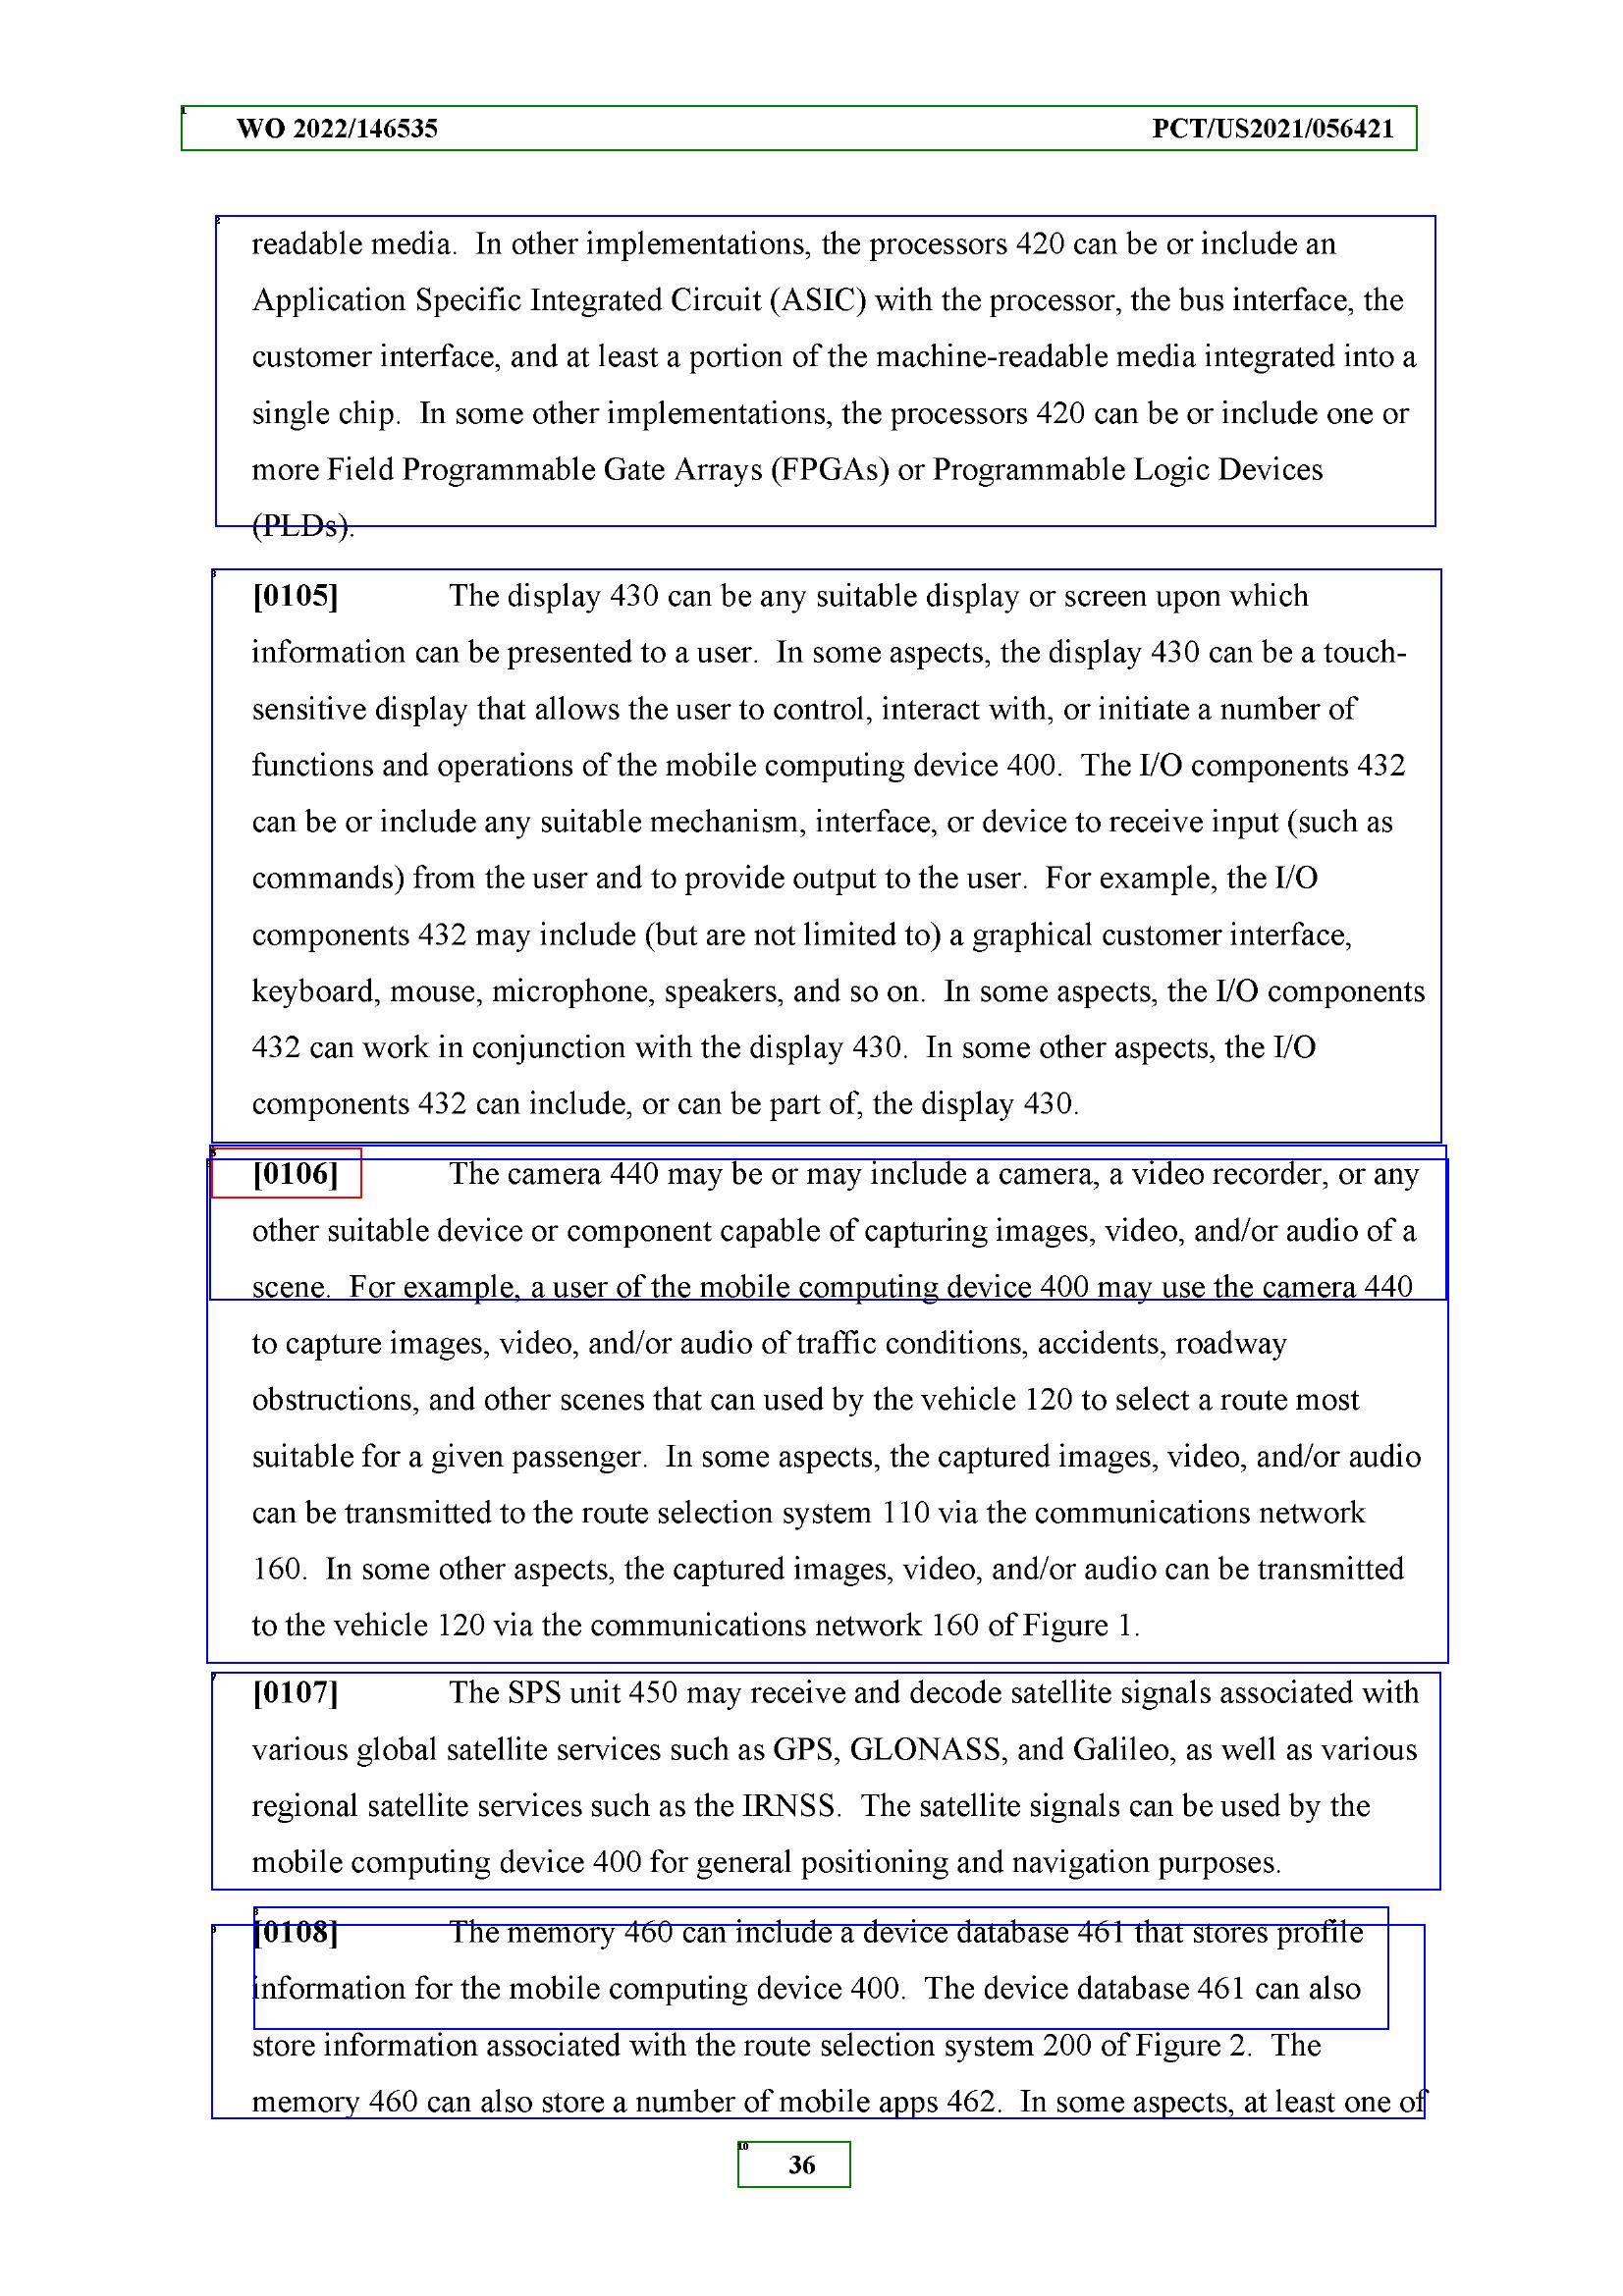 WO 2022/146535 PCT/US2021/056421
readable media. In other implementations, the processors 420 can be or include an
Application Specific Integrated Circuit (ASIC) with the processor, the bus interface, the
customer interface, and at least a portion of the machine-readable media integrated into a
single chip. In some other implementations, the processors 420 can be or include one or
more Field Programmable Gate Arrays (FPGAs) or Programmable Logic Devices
(PLDs).
[0105] The display 430 can be any suitable display or screen upon which
information can be presented to a user. In some aspects, the display 430 can be a touch-
sensitive display that allows the user to control, interact with, or initiate a number of
functions and operations of the mobile computing device 400. The I/O components 432
can be or include any suitable mechanism, interface, or device to receive input (such as
commands) from the user and to provide output to the user. For example, the I/O
components 432 may include (but are not limited to) a graphical customer interface,
keyboard, mouse, microphone, speakers, and so on. In some aspects, the I/O components
432 can work in conjunction with the display 430. In some other aspects, the I/O
components 432 can include, or can be part of, the display 430.
[0106] The camera 440 may be or may include a camera, a video recorder, or any
other suitable device or component capable of capturing images, video, and/or audio of a
scene. For example, a user of the mobile computing device 400 may use the camera 440
to capture images, video, and/or audio of traffic conditions, accidents, roadway
obstructions, and other scenes that can used by the vehicle 120 to select a route most
suitable for a given passenger. In some aspects, the captured images, video, and/or audio
can be transmitted to the route selection system 110 via the communications network
160. In some other aspects, the captured images, video, and/or audio can be transmitted
to the vehicle 120 via the communications network 160 of Figure 1.
[0107] The SPS unit 450 may receive and decode satellite signals associated with
various global satellite services such as GPS, GLONASS, and Galileo, as well as various
regional satellite services such as the IRNSS. The satellite signals can be used by the
mobile computing device 400 for general positioning and navigation purposes.
[0108] The memory 460 can include a device database 461 that stores profile
information for the mobile computing device 400. The device database 461 can also
store information associated with the route selection system 200 of Figure 2. The
memory 460 can also store a number of mobile apps 462. In some aspects, at least one of
36